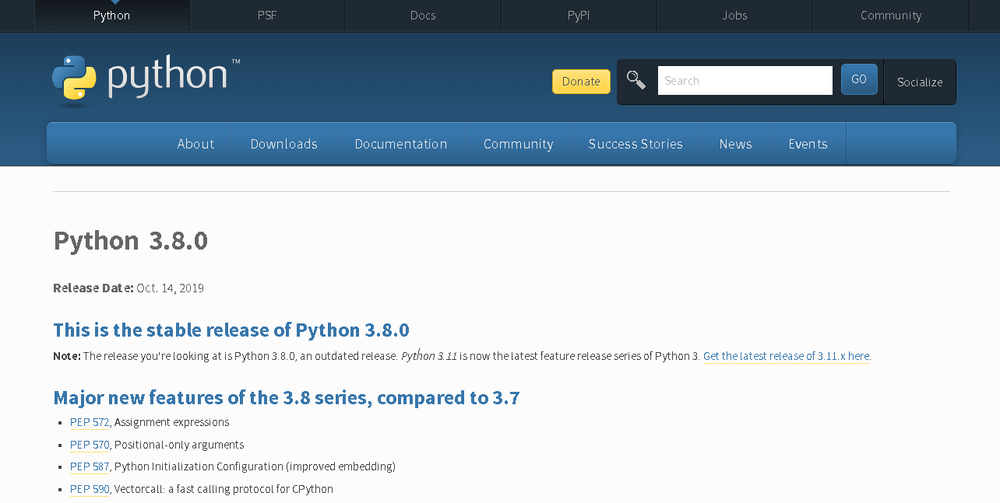 Python PSF Docs PyPI Jobs Community
python™
Donate Search GO Socialize
About Downloads Documentation Community Success Stories News Events
Python 3.8.0
Release Date: Oct. 14, 2019
This is the stable release of Python 3.8.0
Note: The release you're looking at is Python 3.8.0, an outdated release. Python 3.11 is now the latest feature release series of Python 3. Get the latest release of 3.11.x here.
Major new features of the 3.8 series, compared to 3.7
▪ PEP 572, Assignment expressions
▪ PEP 570, Positional-only arguments
▪ PEP 587, Python Initialization Configuration (improved embedding)
▪ PEP 590, Vectorcall: a fast calling protocol for CPython